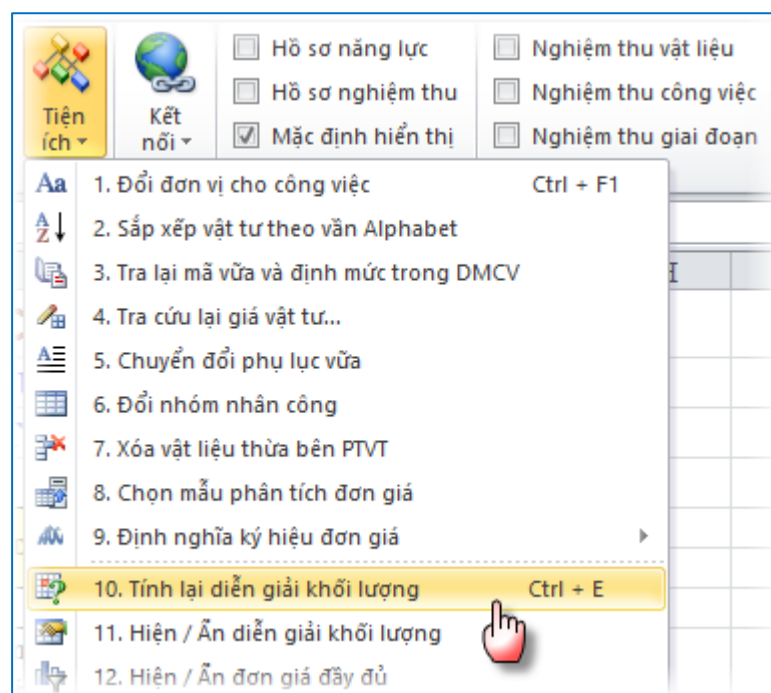 Tiện ích
Kết nối
Hồ sơ năng lực
Hồ sơ nghiệm thu
Mặc định hiển thị
Nghiệm thu vật liệu
Nghiệm thu công việc
Nghiệm thu giai đoạn
1. Đổi đơn vị cho công việc Ctrl + F1
2. Sắp xếp vật tư theo vần Alphabet
3. Tra lại mã vữa và định mức trong DMCV
4. Tra cứu lại giá vật tư...
5. Chuyển đổi phụ lục vữa
6. Đổi nhóm nhân công
7. Xóa vật liệu thừa bên PTVT
8. Chọn mẫu phân tích đơn giá
9. Định nghĩa ký hiệu đơn giá
10. Tính lại diễn giải khối lượng Ctrl + E
11. Hiện / Ẩn diễn giải khối lượng
12. Hiện / Ẩn đơn giá đầy đủ